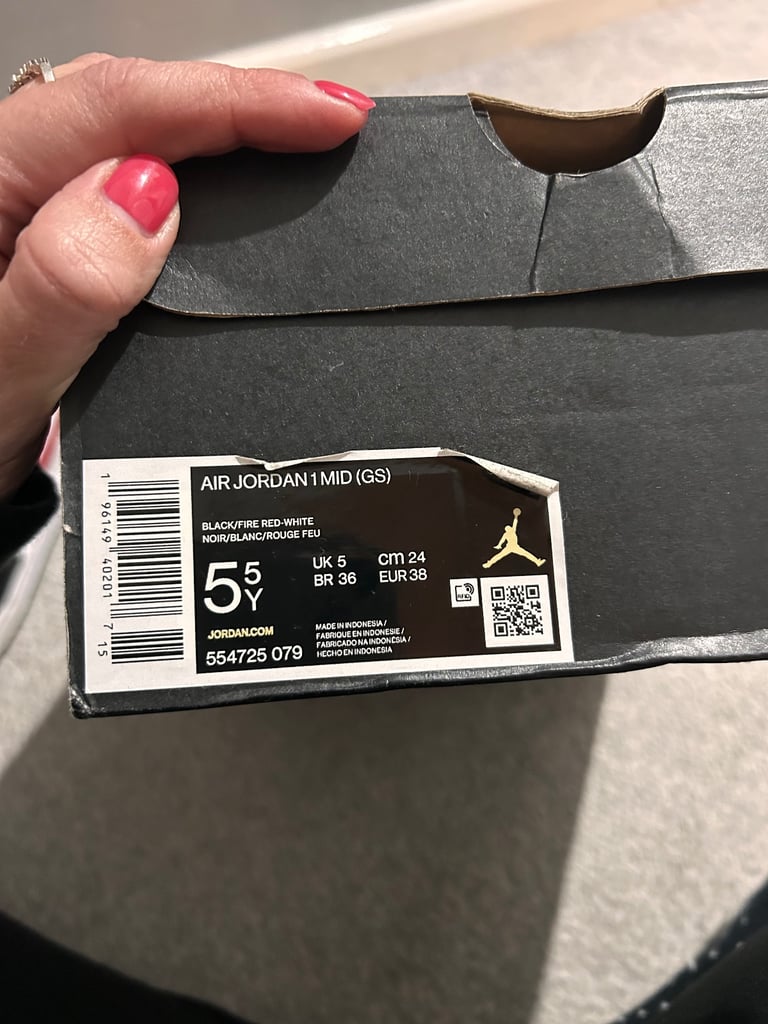 AIR JORDAN 1 MID (GS)
BLACK/FIRE RED-WHITE
NOIR/BLANC/ROUGE FEU
5 5 Y
UK 5 cm 24
BR 36 EUR 38
JORDAN.COM
554725 079
MADE IN INDONESIA /
FABRIQUE EN INDONESIE /
FABRICADO NA INDONÉSIA /
HECHO EN INDONESIA
1 96149 40201 7 15